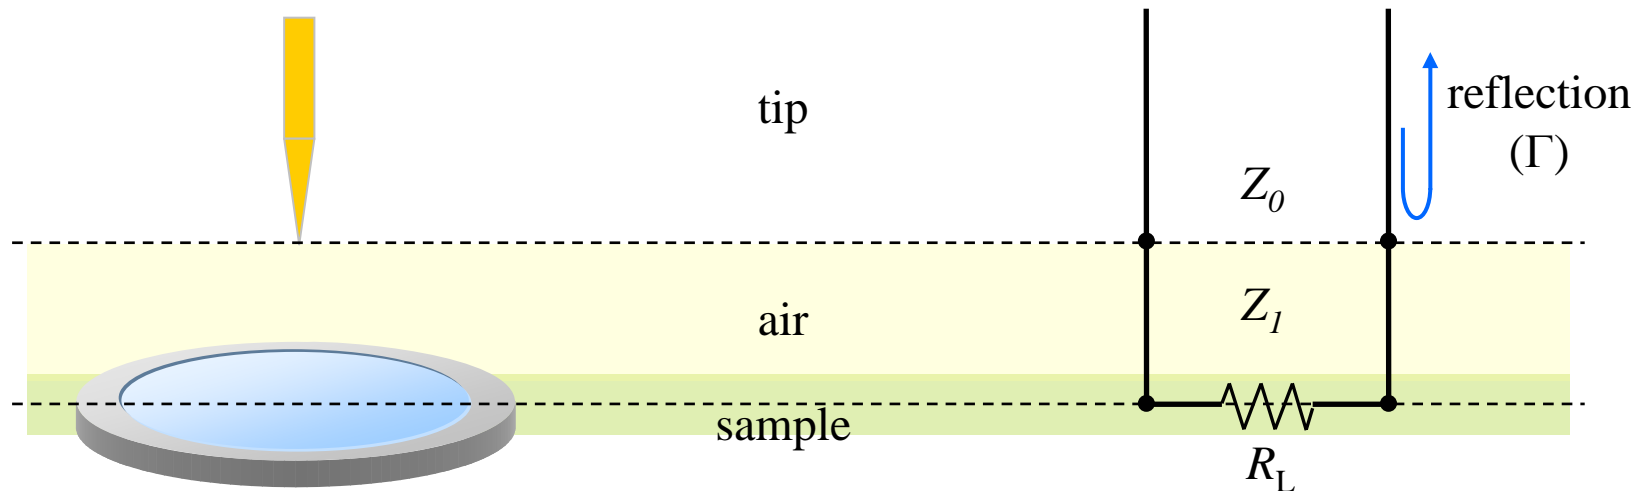 tip
reflection
(Γ)
Z0
air
Z1
sample
RL